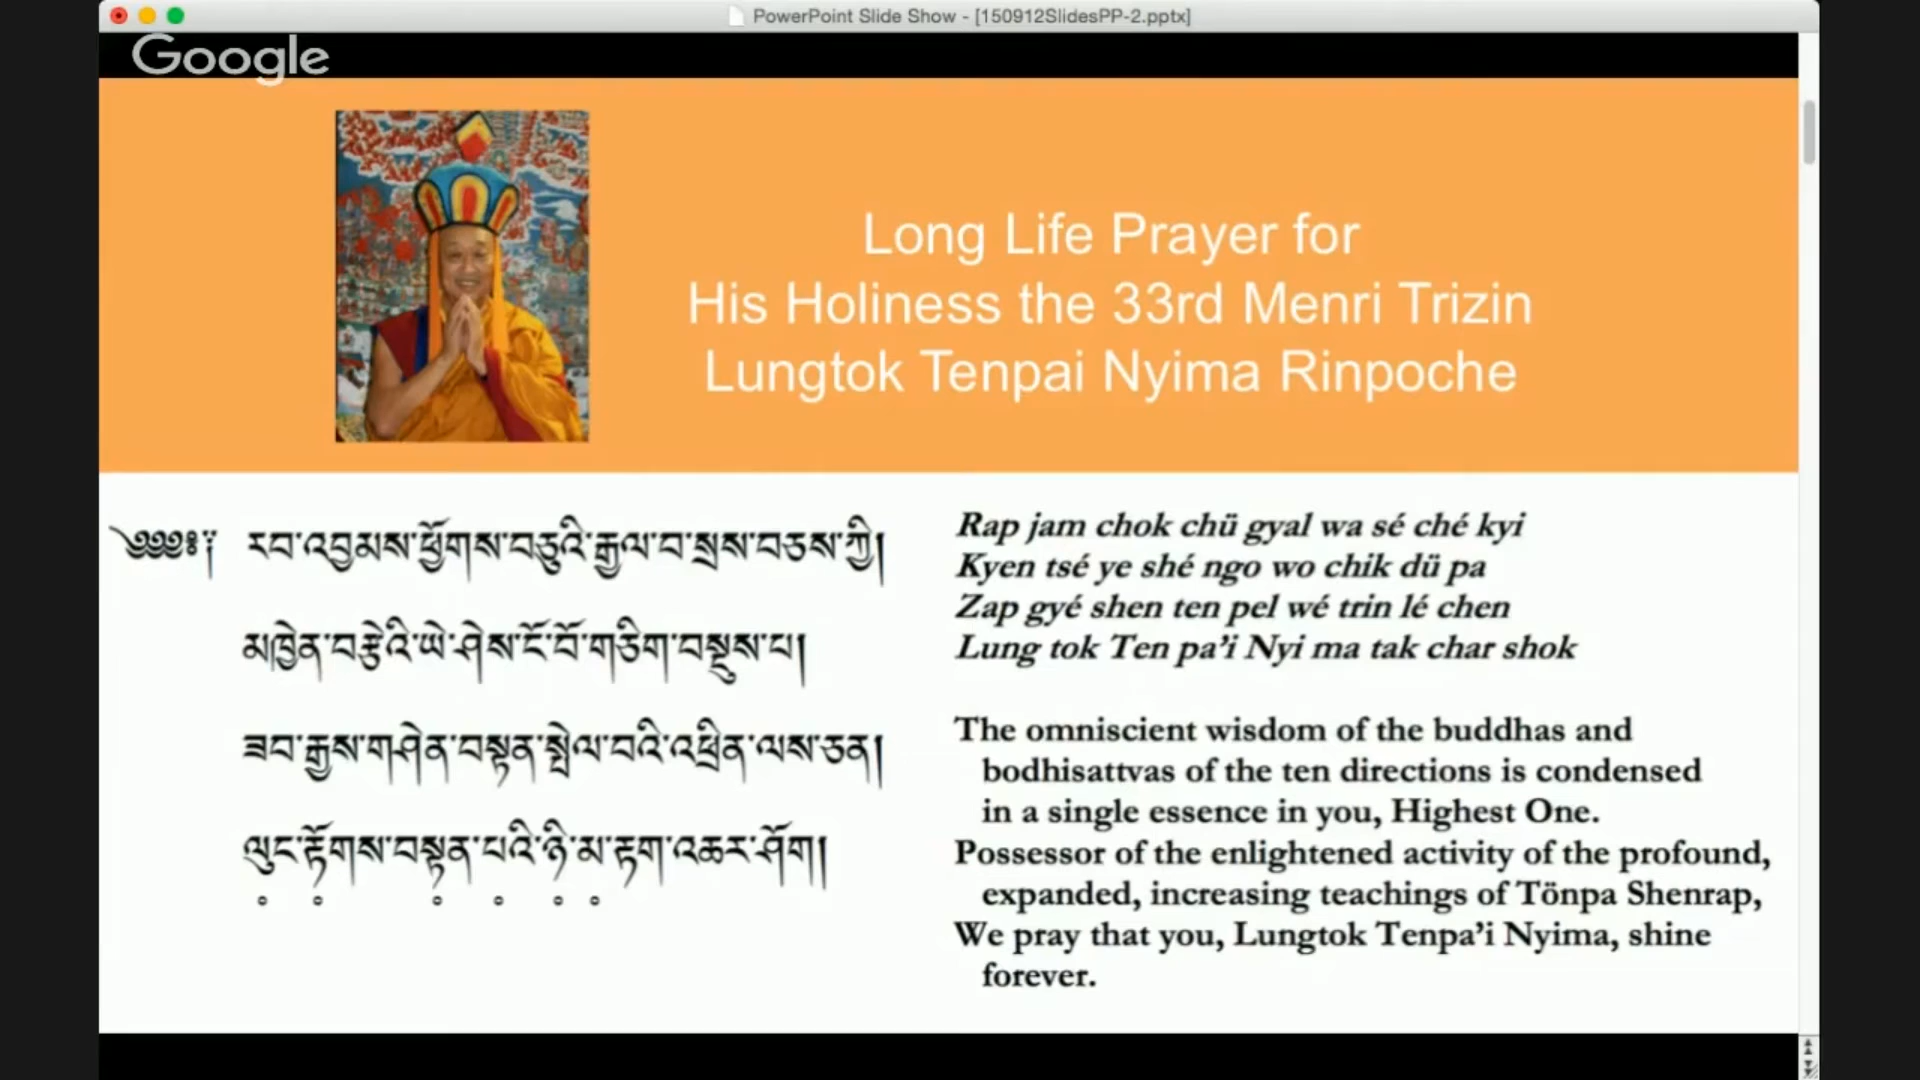 PowerPoint Slide Show - [150912SlidesPP-2.pptx]
Google
Long Life Prayer for
His Holiness the 33rd Menri Trizin
Lungtok Tenpai Nyima Rinpoche
༄༅༅༔ རབ་འབྱམས་ཕྱོགས་བཅུའི་རྒྱལ་བ་སྲས་བཅས་ཀྱི།
མཁྱེན་བརྩེའི་ཡེ་ཤེས་ངོ་བོ་གཅིག་བསྡུས་པ།
ཟབ་རྒྱས་གཤེན་བསྟན་སྤེལ་བའི་འཕྲིན་ལས་ཅན།
ལུང་རྟོགས་བསྟན་པའི་ཉི་མ་རྟག་འཆར་ཤོག།
Rap jam chok chü gyal wa sé ché kyi
Kyen tsé ye shé ngo wo chik dü pa
Zap gyé shen ten pel wé trin lé chen
Lung tok Ten pa’i Nyi ma tak char shok
The omniscient wisdom of the buddhas and
bodhisattvas of the ten directions is condensed
in a single essence in you, Highest One.
Possessor of the enlightened activity of the profound,
expanded, increasing teachings of Tönpa Shenrap,
We pray that you, Lungtok Tenpa’i Nyima, shine
forever.